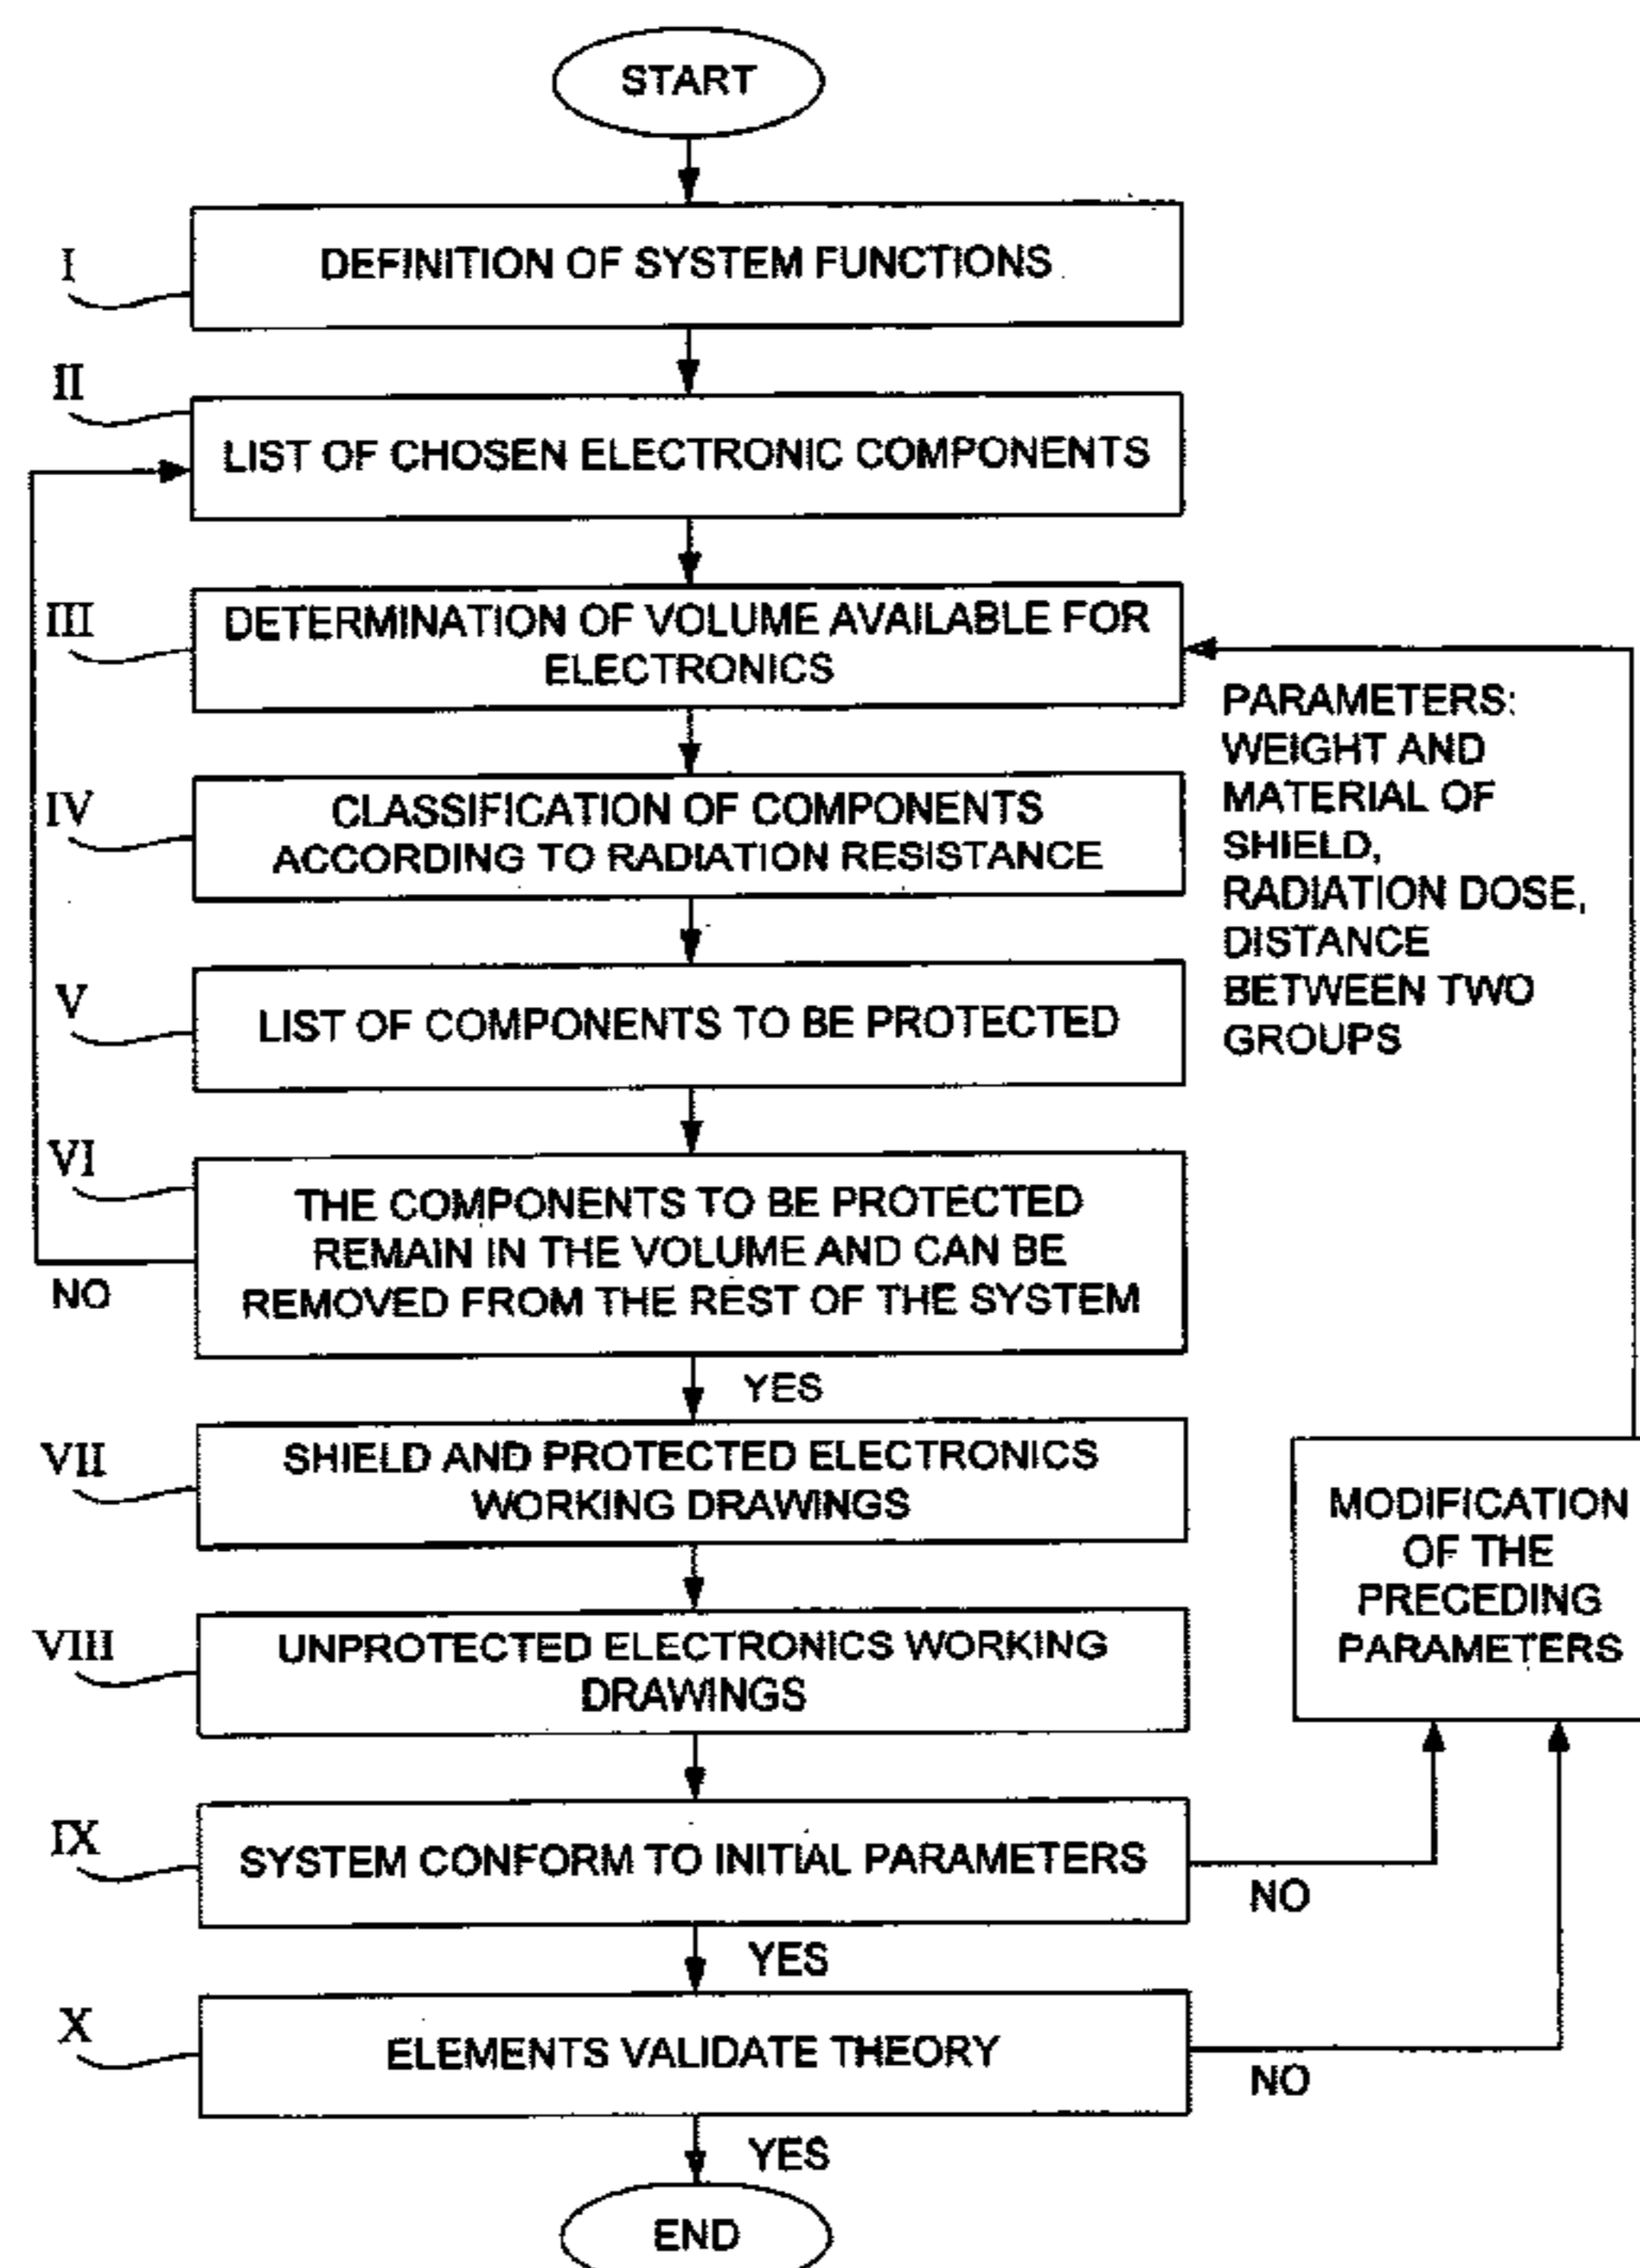 START
I
DEFINITION OF SYSTEM FUNCTIONS
II
LIST OF CHOSEN ELECTRONIC COMPONENTS
III
DETERMINATION OF VOLUME AVAILABLE FOR
ELECTRONICS
PARAMETERS:
WEIGHT AND
MATERIAL OF
SHIELD,
RADIATION DOSE,
DISTANCE
BETWEEN TWO
GROUPS
IV
CLASSIFICATION OF COMPONENTS
ACCORDING TO RADIATION RESISTANCE
V
LIST OF COMPONENTS TO BE PROTECTED
VI
THE COMPONENTS TO BE PROTECTED
REMAIN IN THE VOLUME AND CAN BE
REMOVED FROM THE REST OF THE SYSTEM
NO
YES
VII
SHIELD AND PROTECTED ELECTRONICS
WORKING DRAWINGS
MODIFICATION
OF THE
PRECEDING
PARAMETERS
VIII
UNPROTECTED ELECTRONICS WORKING
DRAWINGS
IX
SYSTEM CONFORM TO INITIAL PARAMETERS
NO
YES
X
ELEMENTS VALIDATE THEORY
NO
YES
END